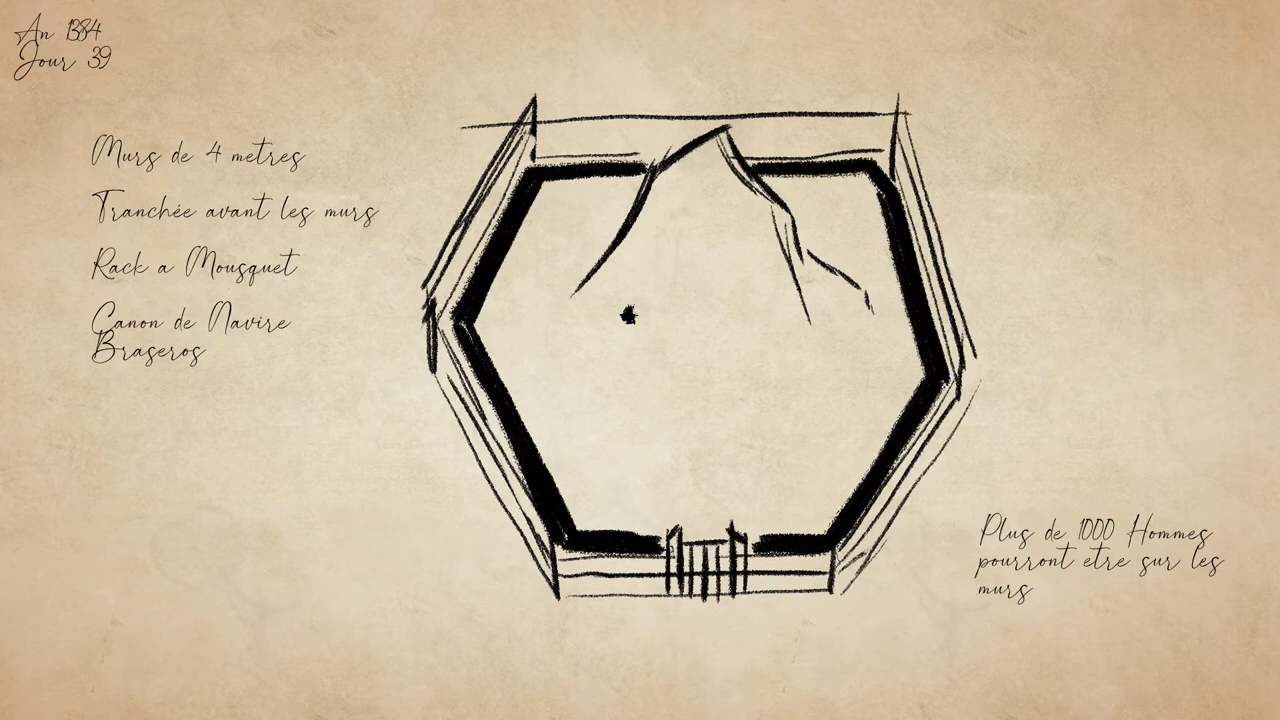 An 1384
Jour 39
Murs de 4 metres
Tranchée avant les murs
Rack a Mousquet
Canon de Navire
Braseros
Plus de 1000 Hommes
pourront etre sur les
murs